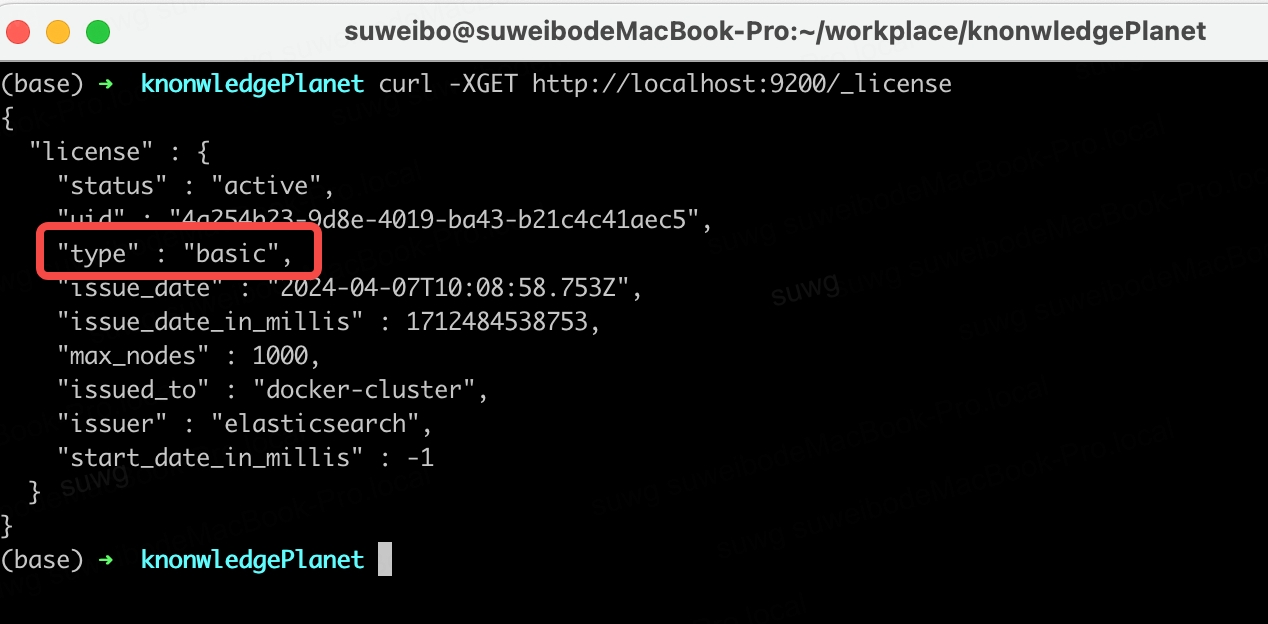 suweibo@suweibodeMacBook-Pro:~/workplace/knonwledgePlanet
(base) ➜ knonwledgePlanet curl -XGET http://localhost:9200/_license
{
"license" : {
"status" : "active",
"uid" : "4a254b23-9d8e-4019-ba43-b21c4c41aec5",
"type" : "basic",
"issue_date" : "2024-04-07T10:08:58.753Z",
"issue_date_in_millis" : 1712484538753,
"max_nodes" : 1000,
"issued_to" : "docker-cluster",
"issuer" : "elasticsearch",
"start_date_in_millis" : -1
}
}
(base) ➜ knonwledgePlanet
suwg
suwg